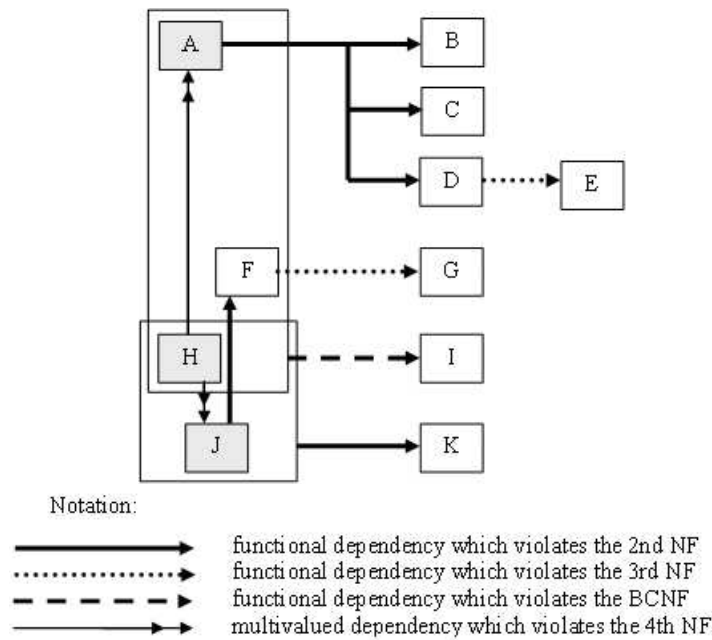 A
B
C
D
E
F
G
H
I
J
K
Notation:
functional dependency which violates the 2nd NF
functional dependency which violates the 3rd NF
functional dependency which violates the BCNF
multivalued dependency which violates the 4th NF